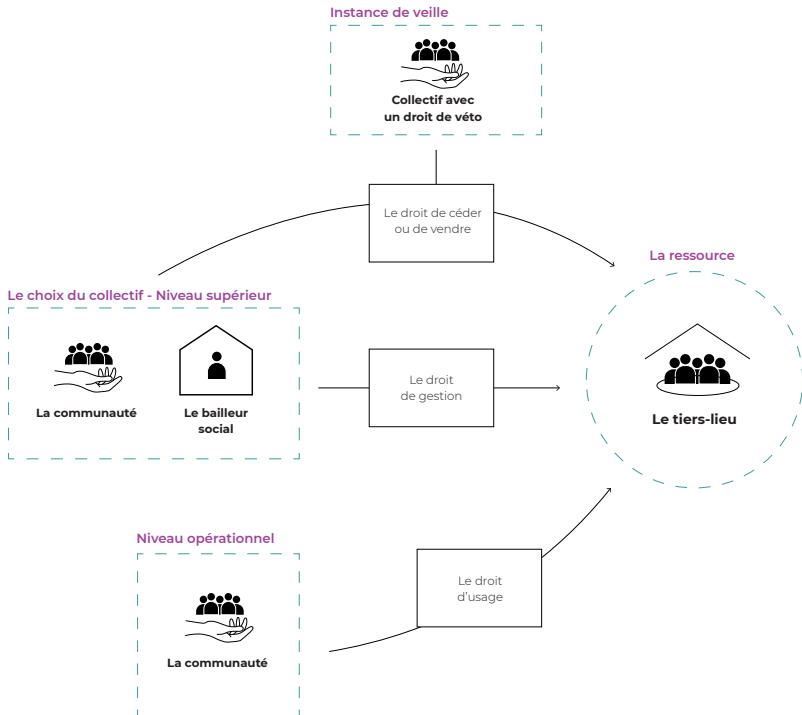 Instance de veille
Collectif avec
un droit de véto
Le droit de céder
ou de vendre
La ressource
Le choix du collectif - Niveau supérieur
La communauté
Le bailleur
social
Le droit
de gestion
Le tiers-lieu
Niveau opérationnel
La communauté
Le droit
d’usage